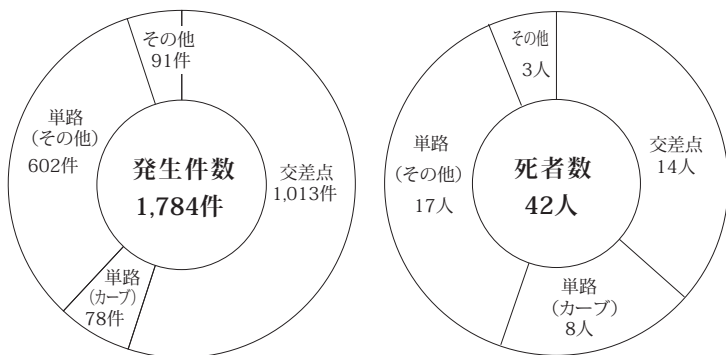 その他
91件
単路
（その他）
602件
発生件数
1,784件
交差点
1,013件
単路
（カーブ）
78件
その他
3人
単路
（その他）
17人
死者数
42人
交差点
14人
単路
（カーブ）
8人